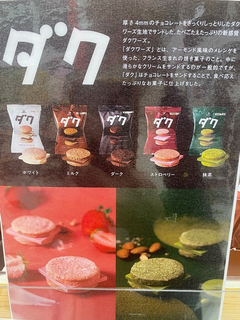 ダク
厚さ4mmのチョコレートをざっくりしっとりしたダク
ワーズ生地でサンドした、たべごたえたっぷりの新感覚
ダクワーズ。
「ダクワーズ」とは、アーモンド風味のメレンゲを
使った、フランス生まれの焼き菓子のこと。中に
滑らかなクリームをサンドするのが一般的ですが、
「ダク」はチョコレートをサンドすることで、食べ応え
たっぷりなお菓子に仕上げました。
ダク ダク ダク ダク ダク
ホワイト ミルク ダーク ストロベリー 抹茶